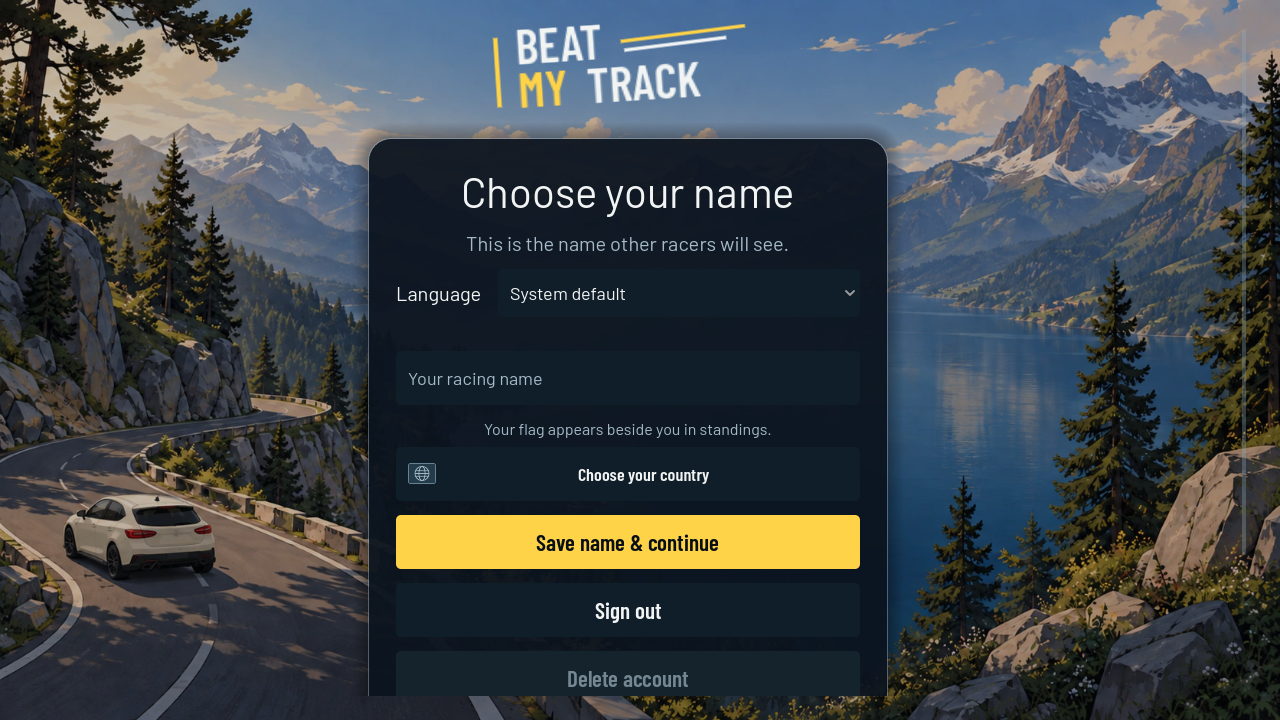 BEAT
MY TRACK
Choose your name
This is the name other racers will see.
Language System default
Your racing name
Your flag appears beside you in standings.
Choose your country
Save name & continue
Sign out
Delete account